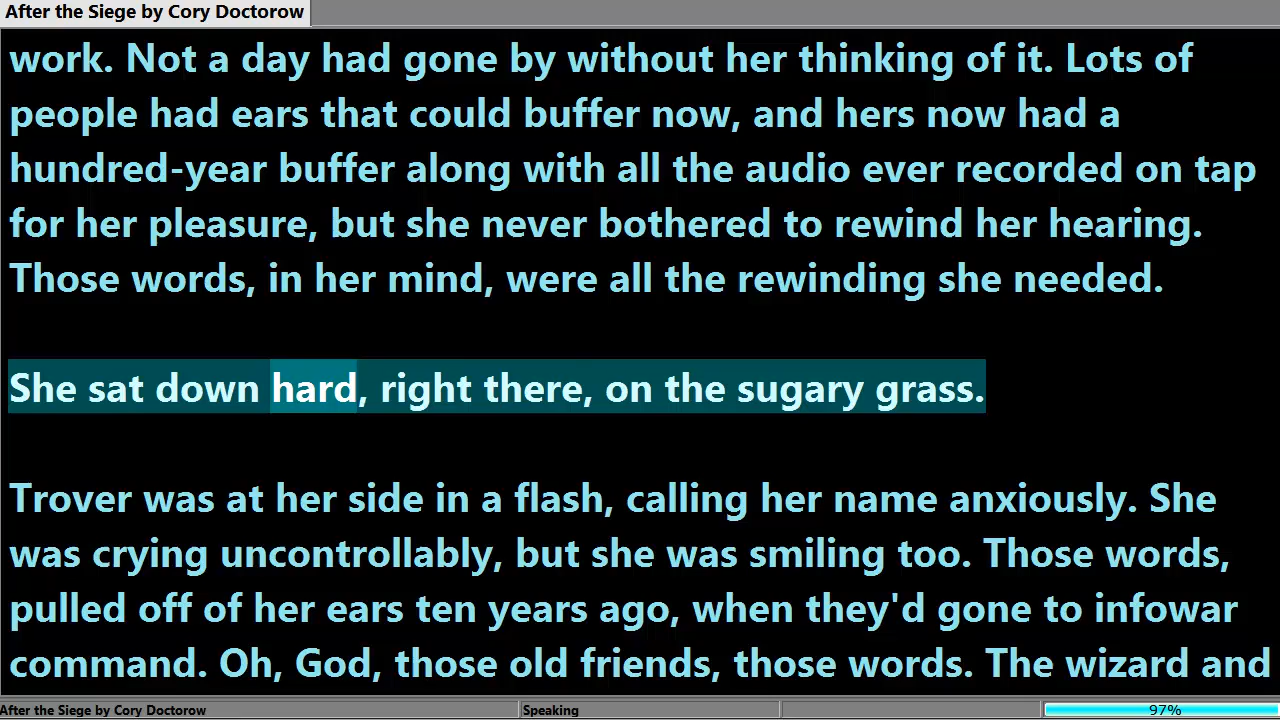 After the Siege by Cory Doctorow
work. Not a day had gone by without her thinking of it. Lots of
people had ears that could buffer now, and hers now had a
hundred-year buffer along with all the audio ever recorded on tap
for her pleasure, but she never bothered to rewind her hearing.
Those words, in her mind, were all the rewinding she needed.
She sat down hard, right there, on the sugary grass.
Trover was at her side in a flash, calling her name anxiously. She
was crying uncontrollably, but she was smiling too. Those words,
pulled off of her ears ten years ago, when they'd gone to infowar
command. Oh, God, those old friends, those words. The wizard and
After the Siege by Cory Doctorow
Speaking
97%